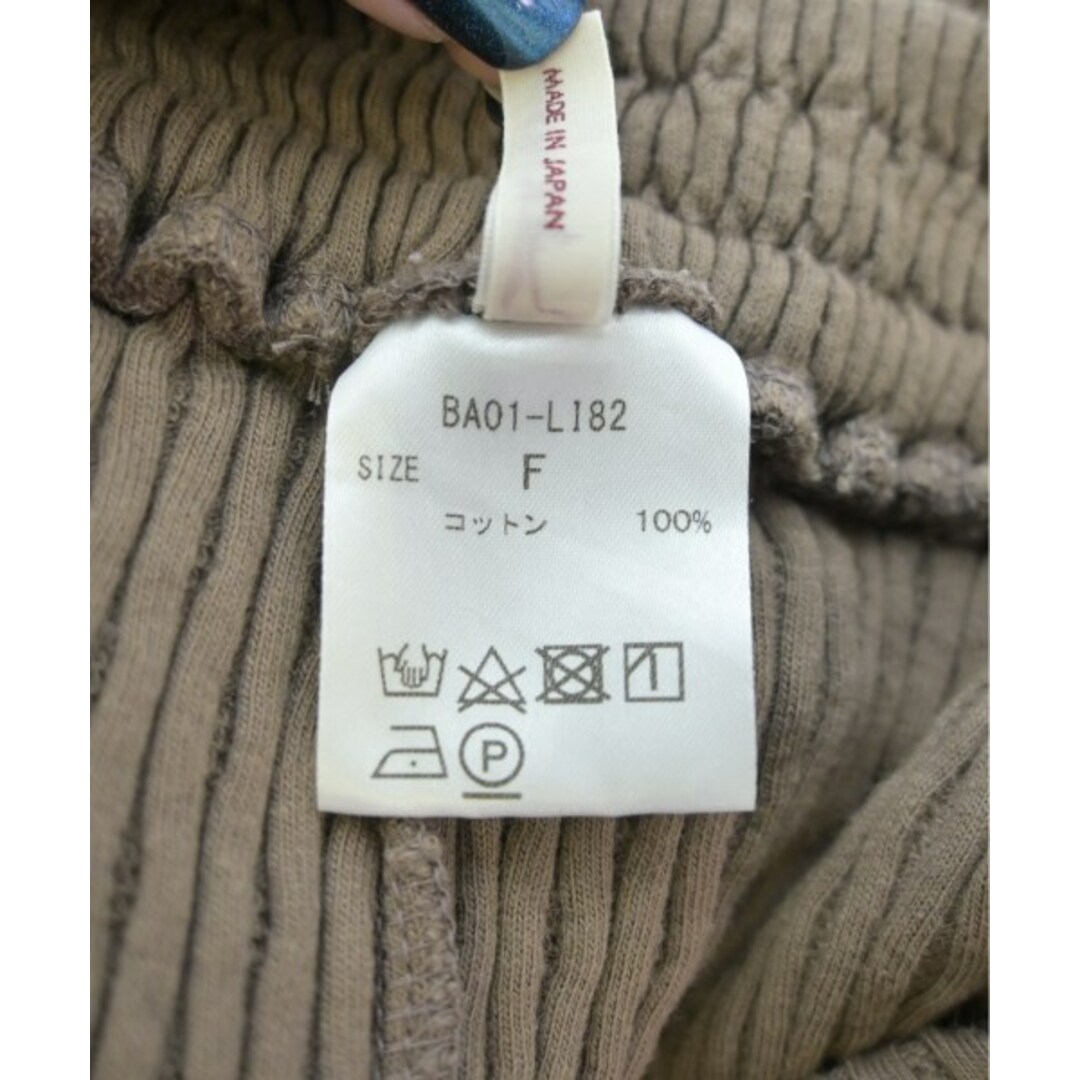 MADE IN JAPAN
BA01-LI82
SIZE F
コットン 100%
P